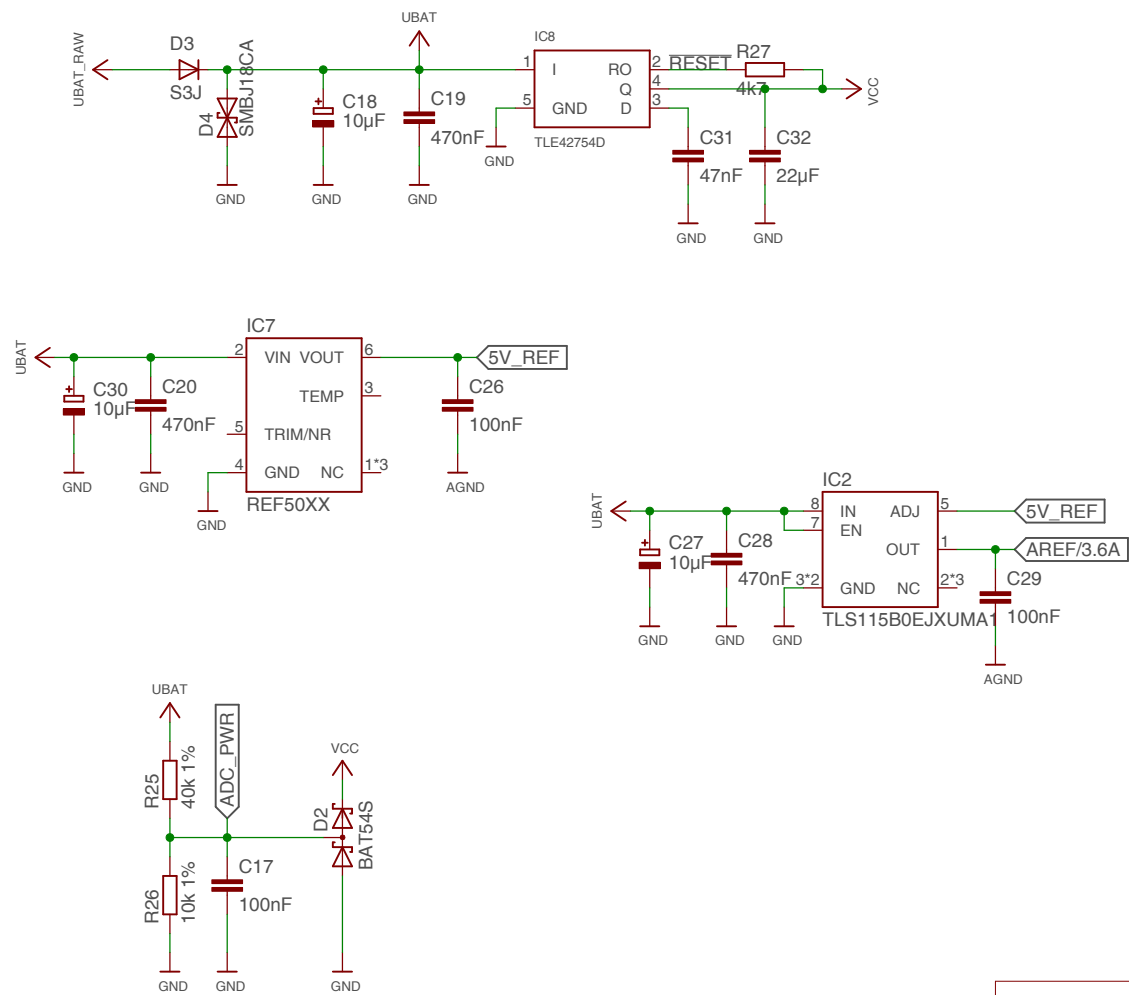 UBAT
UBAT_RAW
D3
S3J
D4
SMBJ18CA
C18
10µF
C19
470nF
IC8
1
I
RO
2
RESET
R27
4k7
Q
4
VCC
5
GND
D
3
TLE42754D
C31
47nF
C32
22µF
GND
GND
GND
GND
GND
GND
IC7
UBAT
2
VIN
VOUT
6
5V_REF
C30
10µF
C20
470nF
TEMP
3
C26
100nF
5
TRIM/NR
4
GND
NC
1*3
REF50XX
GND
GND
GND
AGND
IC2
UBAT
8
IN
ADJ
5
5V_REF
7
EN
OUT
1
AREF/3.6A
C27
10µF
C28
470nF
3*2
GND
NC
2*3
C29
100nF
TLS115B0EJXUMA1
GND
GND
GND
AGND
UBAT
ADC_PWR
VCC
R25
40k 1%
D2
BAT54S
R26
10k 1%
C17
100nF
GND
GND
GND